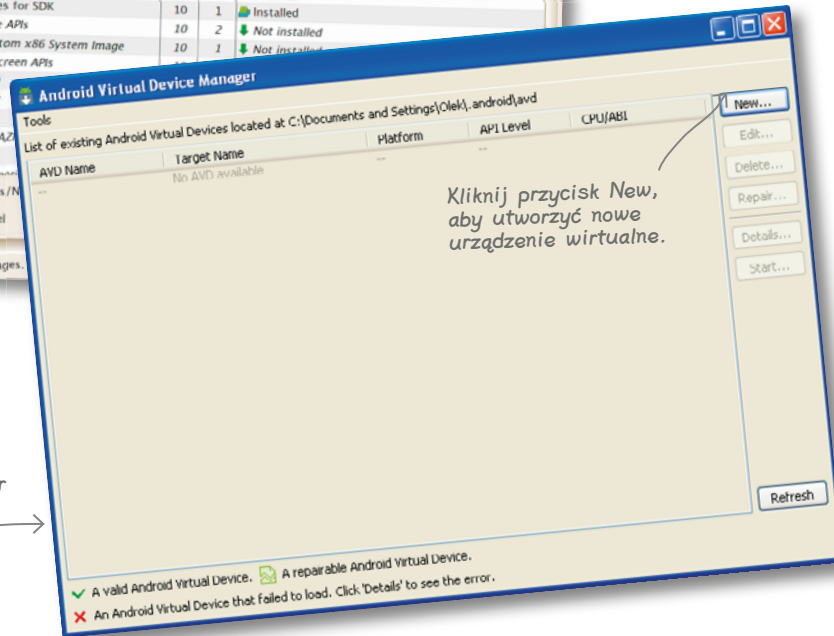 es for SDK 10 1 Installed
APIs 10 2 Not installed
tom x86 System Image 10 1 Not installed
creen APIs
Android Virtual Device Manager
Tools
List of existing Android Virtual Devices located at C:\Documents and Settings\Olek\.android\avd
AVD Name Target Name Platform API Level CPU/ABI
-- No AVD available -- --
New...
Edit...
Delete...
Repair...
Details...
Start...
Kliknij przycisk New,
aby utworzyć nowe
urządzenie wirtualne.
Refresh
A valid Android Virtual Device. A repairable Android Virtual Device.
An Android Virtual Device that failed to load. Click 'Details' to see the error.